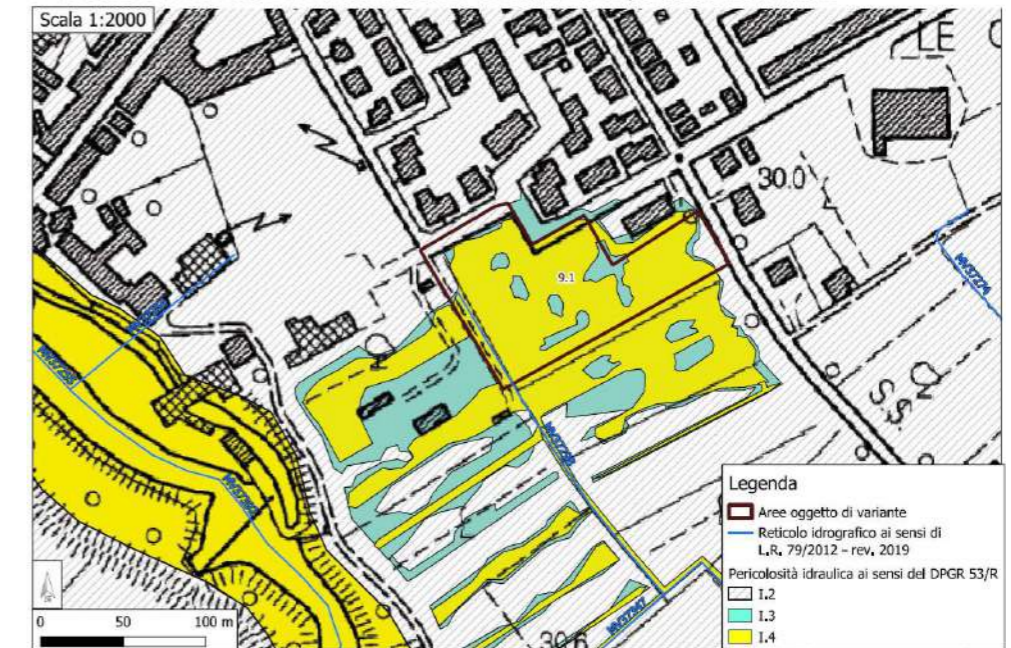 Scala 1:2000
LE
30.0
9.1
MV37274
S.S.
30.6
0 50 100 m
Legenda
Aree oggetto di variante
Reticolo idrografico ai sensi di
L.R. 79/2012 - rev. 2019
Pericolosità idraulica ai sensi del DPGR 53/R
I.2
I.3
I.4